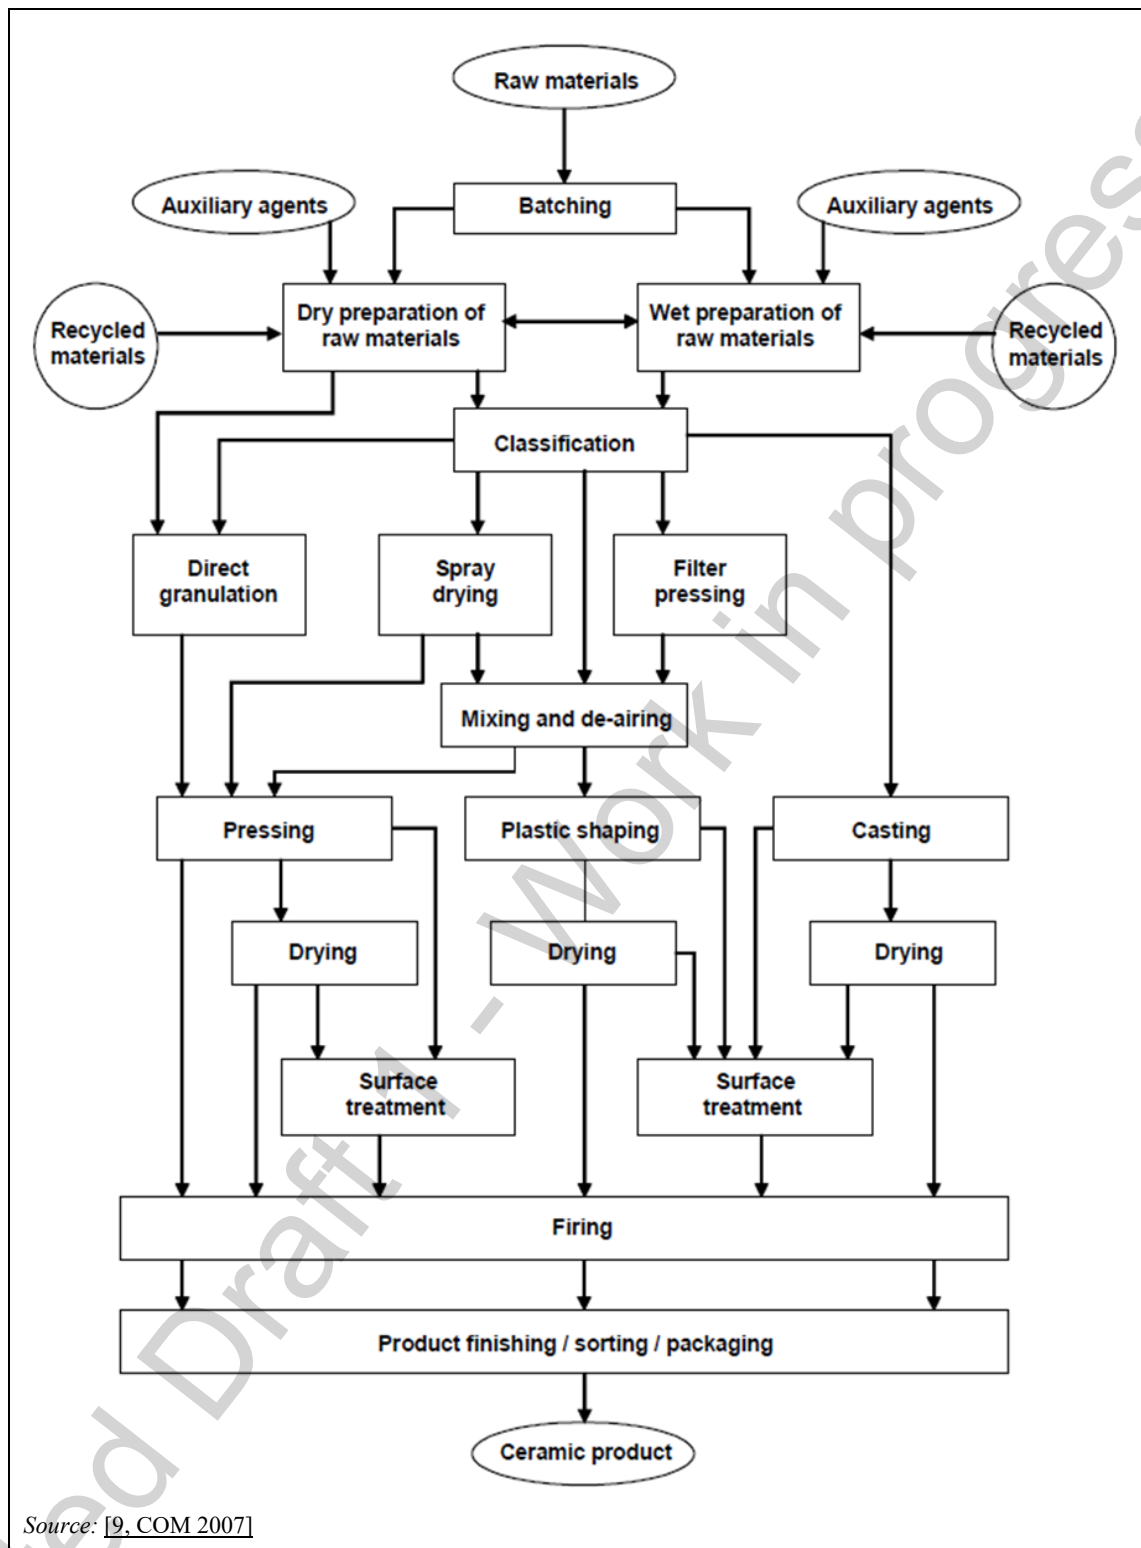 Raw materials
Auxiliary agents
Batching
Auxiliary agents
Recycled
materials
Dry preparation of
raw materials
Wet preparation of
raw materials
Recycled
materials
Classification
Direct
granulation
Spray
drying
Filter
pressing
Mixing and de-airing
Pressing
Plastic shaping
Casting
Drying
Drying
Drying
Surface
treatment
Surface
treatment
Firing
Product finishing / sorting / packaging
Ceramic product
Source: [9, COM 2007]
red Draft 1 - Work in progress